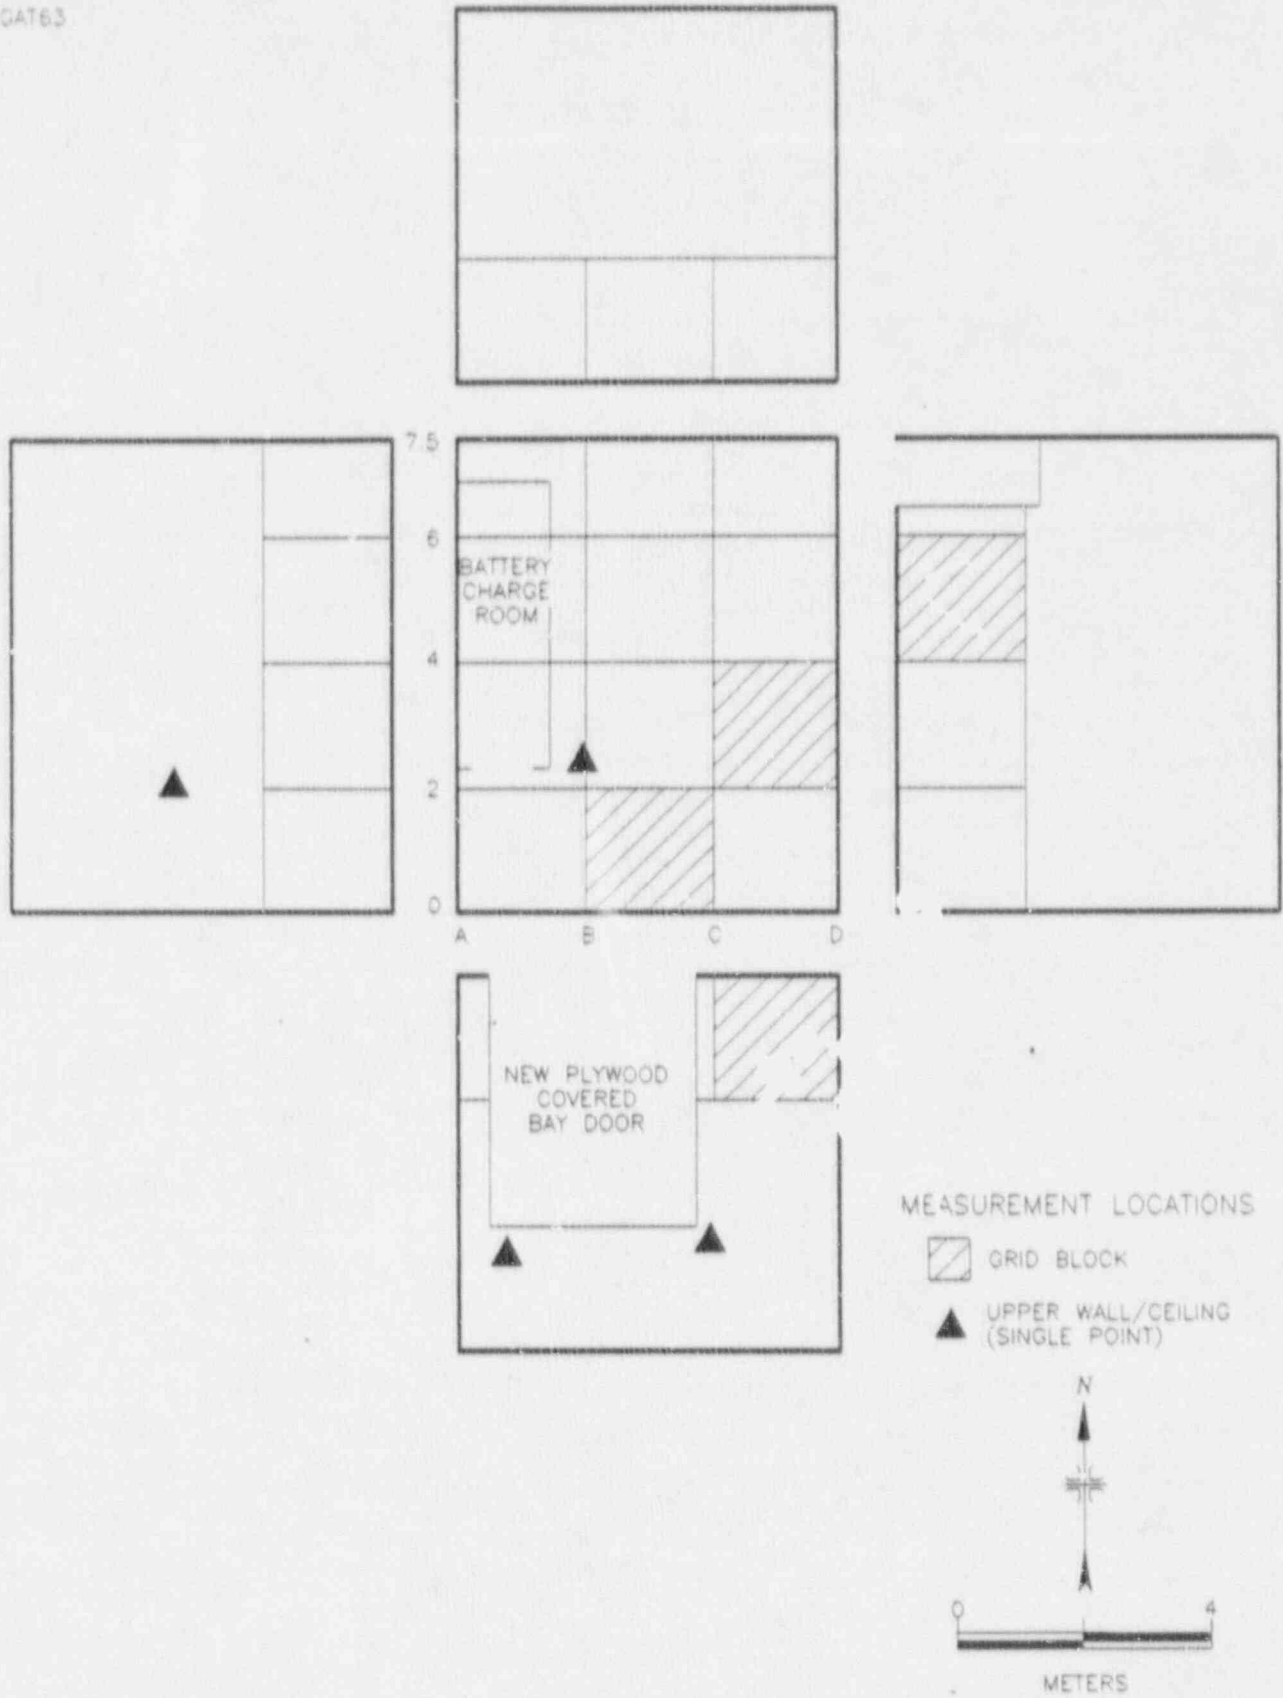 GAT63
7.5
6
BATTERY
CHARGE
ROOM
4
2
0
A B C D
NEW PLYWOOD
COVERED
BAY DOOR
MEASUREMENT LOCATIONS
GRID BLOCK
UPPER WALL/CEILING
(SINGLE POINT)
N
0 4
METERS